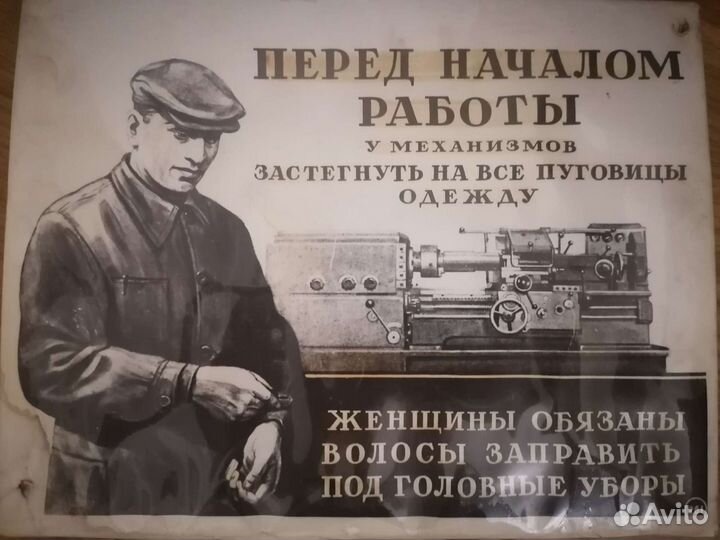 ПЕРЕД НАЧАЛОМ
РАБОТЫ
У МЕХАНИЗМОВ
ЗАСТЕГНУТЬ НА ВСЕ ПУГОВИЦЫ
ОДЕЖДУ
ЖЕНЩИНЫ ОБЯЗАНЫ
ВОЛОСЫ ЗАПРАВИТЬ
ПОД ГОЛОВНЫЕ УБОРЫ
Avito